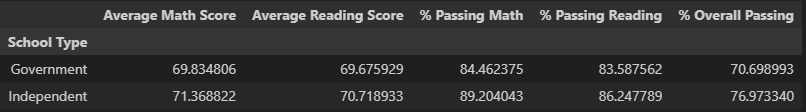 Average Math Score Average Reading Score % Passing Math % Passing Reading % Overall Passing
School Type
Government 69.834806 69.675929 84.462375 83.587562 70.698993
Independent 71.368822 70.718933 89.204043 86.247789 76.973340